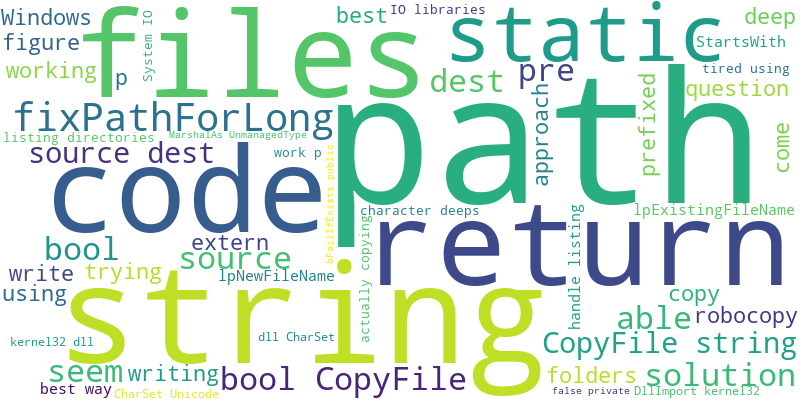 Windows
files
System IO
best
IO libraries
static
deep
StartsWith
figure
working
p
dest
pre
tired using
question
fixPathForLong
path
approach
prefixed
come
listing directories
MarshalAs UnmanagedType
source dest
work p
code
return
string
bFailIfExists public
character deeps
lpExistingFileName
bool
extern
source
actually copying
handle listing
write
trying
lpNewFileName
using
copy
able
robocopy
kernel32 dll
dll CharSet
CopyFile string
seem
writing
bool CopyFile
folders
solution
best way
CharSet Unicode
false private
DllImport kernel32